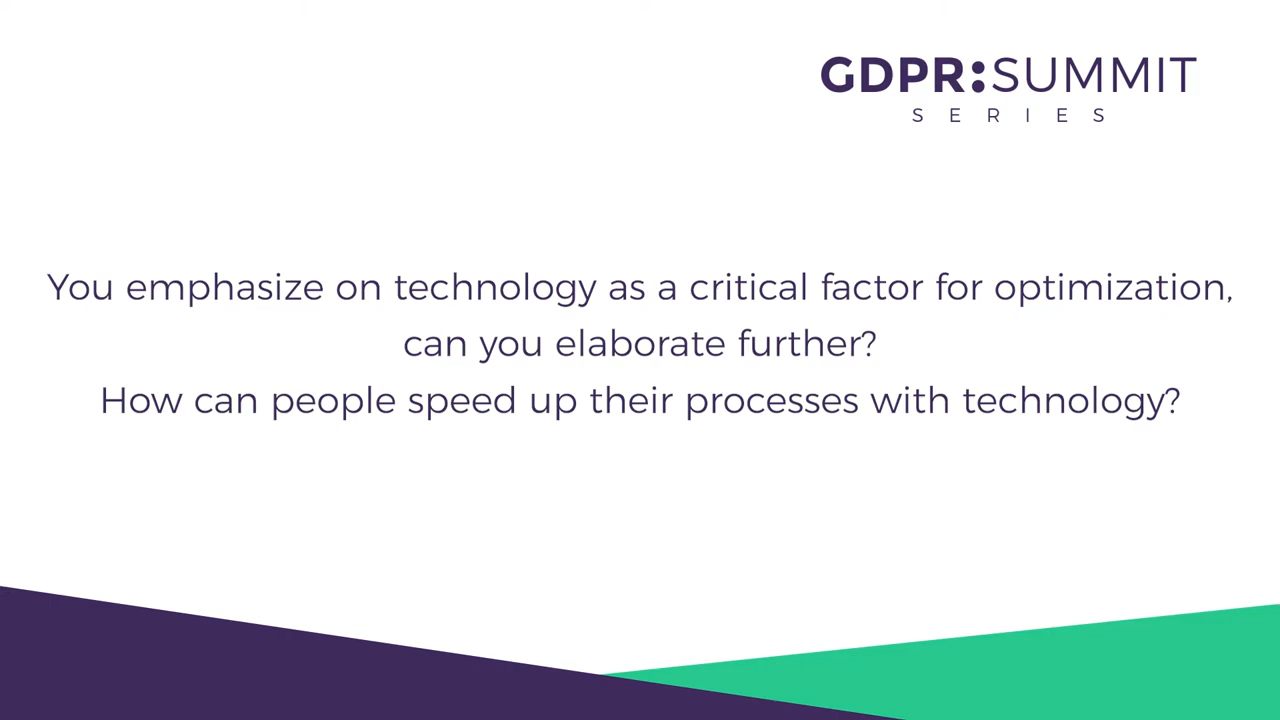 GDPR:SUMMIT
SERIES
You emphasize on technology as a critical factor for optimization,
can you elaborate further?
How can people speed up their processes with technology?